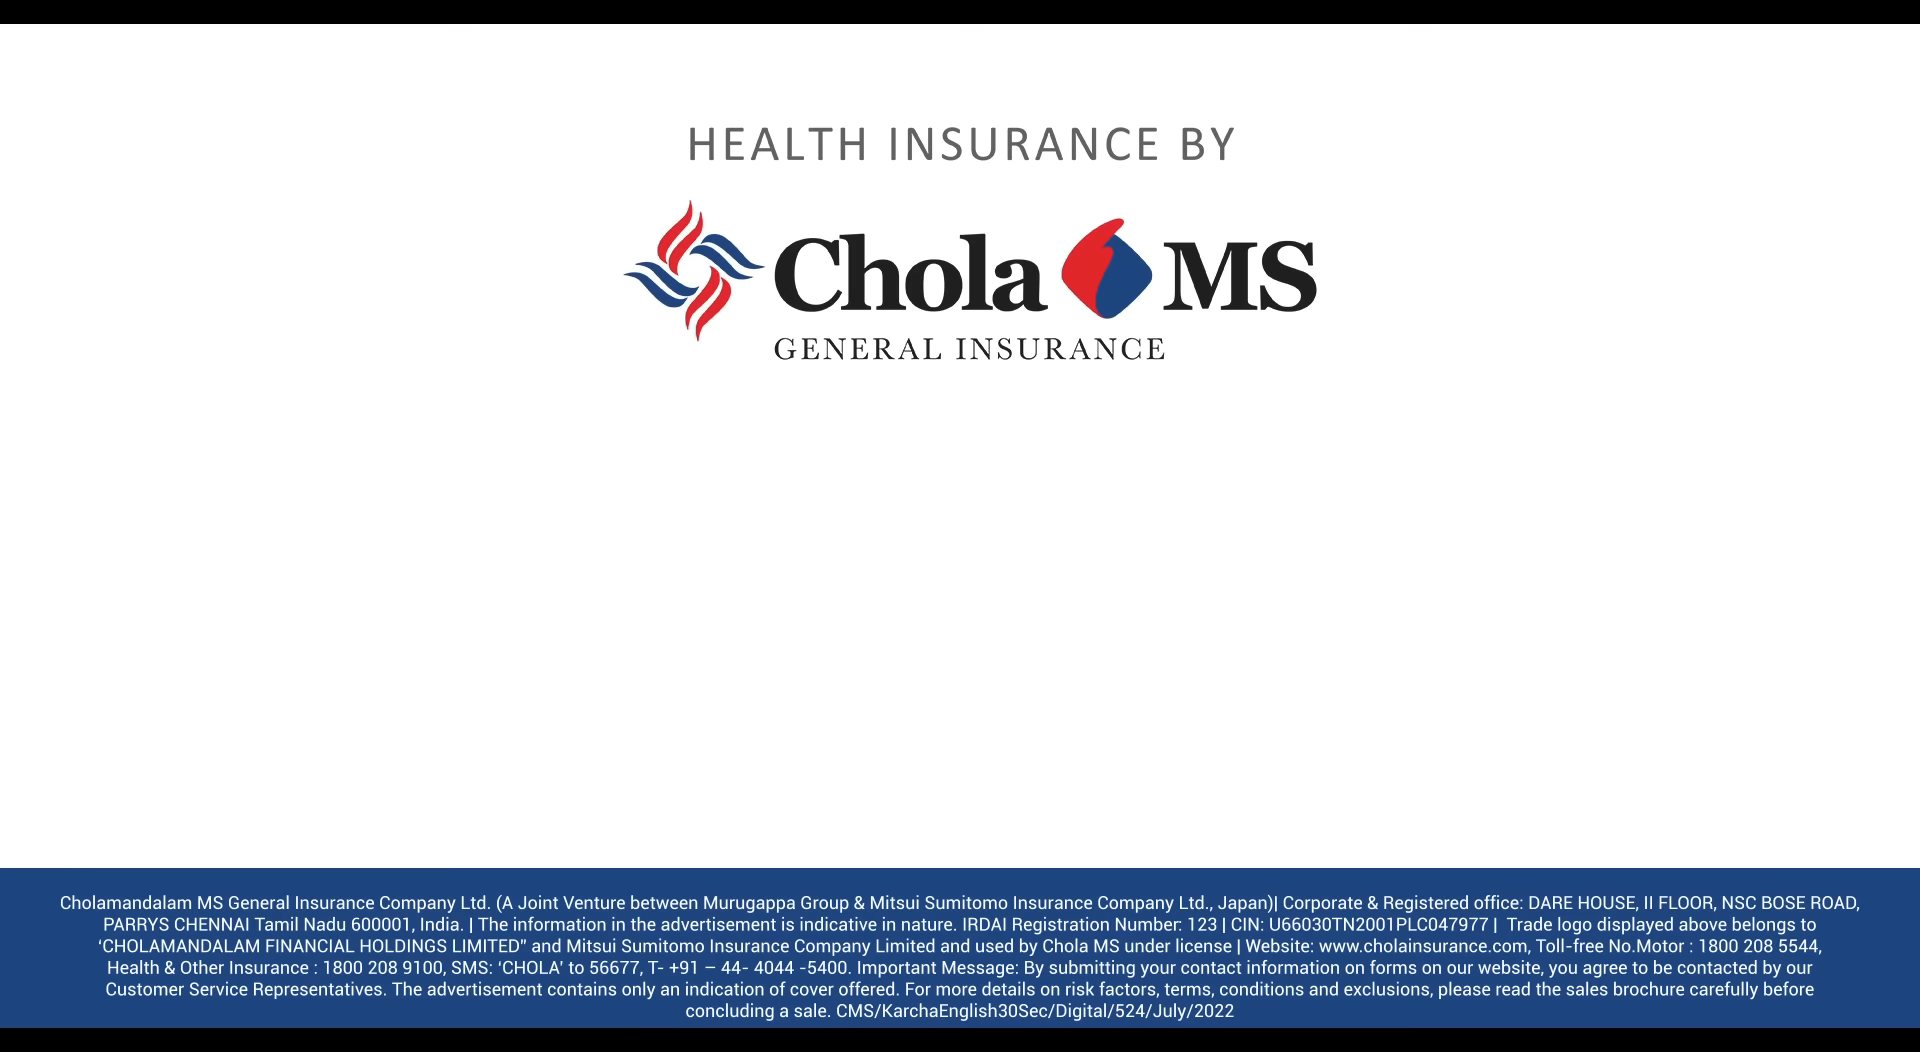 HEALTH INSURANCE BY
Chola MS
GENERAL INSURANCE
Cholamandalam MS General Insurance Company Ltd. (A Joint Venture between Murugappa Group & Mitsui Sumitomo Insurance Company Ltd., Japan)| Corporate & Registered office: DARE HOUSE, II FLOOR, NSC BOSE ROAD,
PARRYS CHENNAI Tamil Nadu 600001, India. | The information in the advertisement is indicative in nature. IRDAI Registration Number: 123 | CIN: U66030TN2001PLC047977 | Trade logo displayed above belongs to
‘CHOLAMANDALAM FINANCIAL HOLDINGS LIMITED” and Mitsui Sumitomo Insurance Company Limited and used by Chola MS under license | Website: www.cholainsurance.com, Toll-free No.Motor : 1800 208 5544,
Health & Other Insurance : 1800 208 9100, SMS: ‘CHOLA’ to 56677, T- +91 – 44- 4044 -5400. Important Message: By submitting your contact information on forms on our website, you agree to be contacted by our
Customer Service Representatives. The advertisement contains only an indication of cover offered. For more details on risk factors, terms, conditions and exclusions, please read the sales brochure carefully before
concluding a sale. CMS/KarchaEnglish30Sec/Digital/524/July/2022